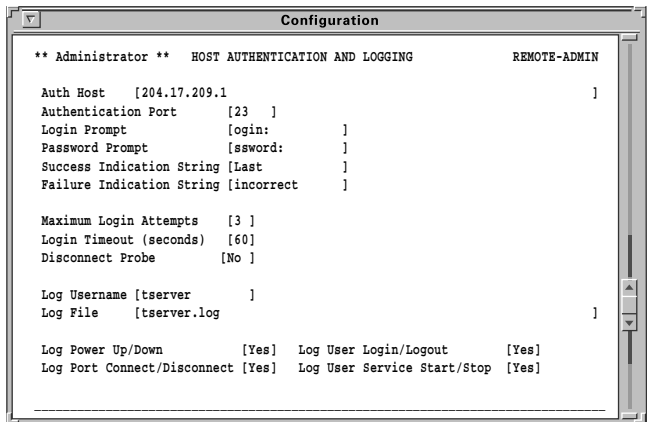 Configuration
** Administrator ** HOST AUTHENTICATION AND LOGGING REMOTE-ADMIN
Auth Host [204.17.209.1 ]
Authentication Port [23 ]
Login Prompt [ogin: ]
Password Prompt [ssword: ]
Success Indication String [Last ]
Failure Indication String [incorrect ]
Maximum Login Attempts [3 ]
Login Timeout (seconds) [60]
Disconnect Probe [No ]
Log Username [tserver ]
Log File [tserver.log ]
Log Power Up/Down [Yes] Log User Login/Logout [Yes]
Log Port Connect/Disconnect [Yes] Log User Service Start/Stop [Yes]